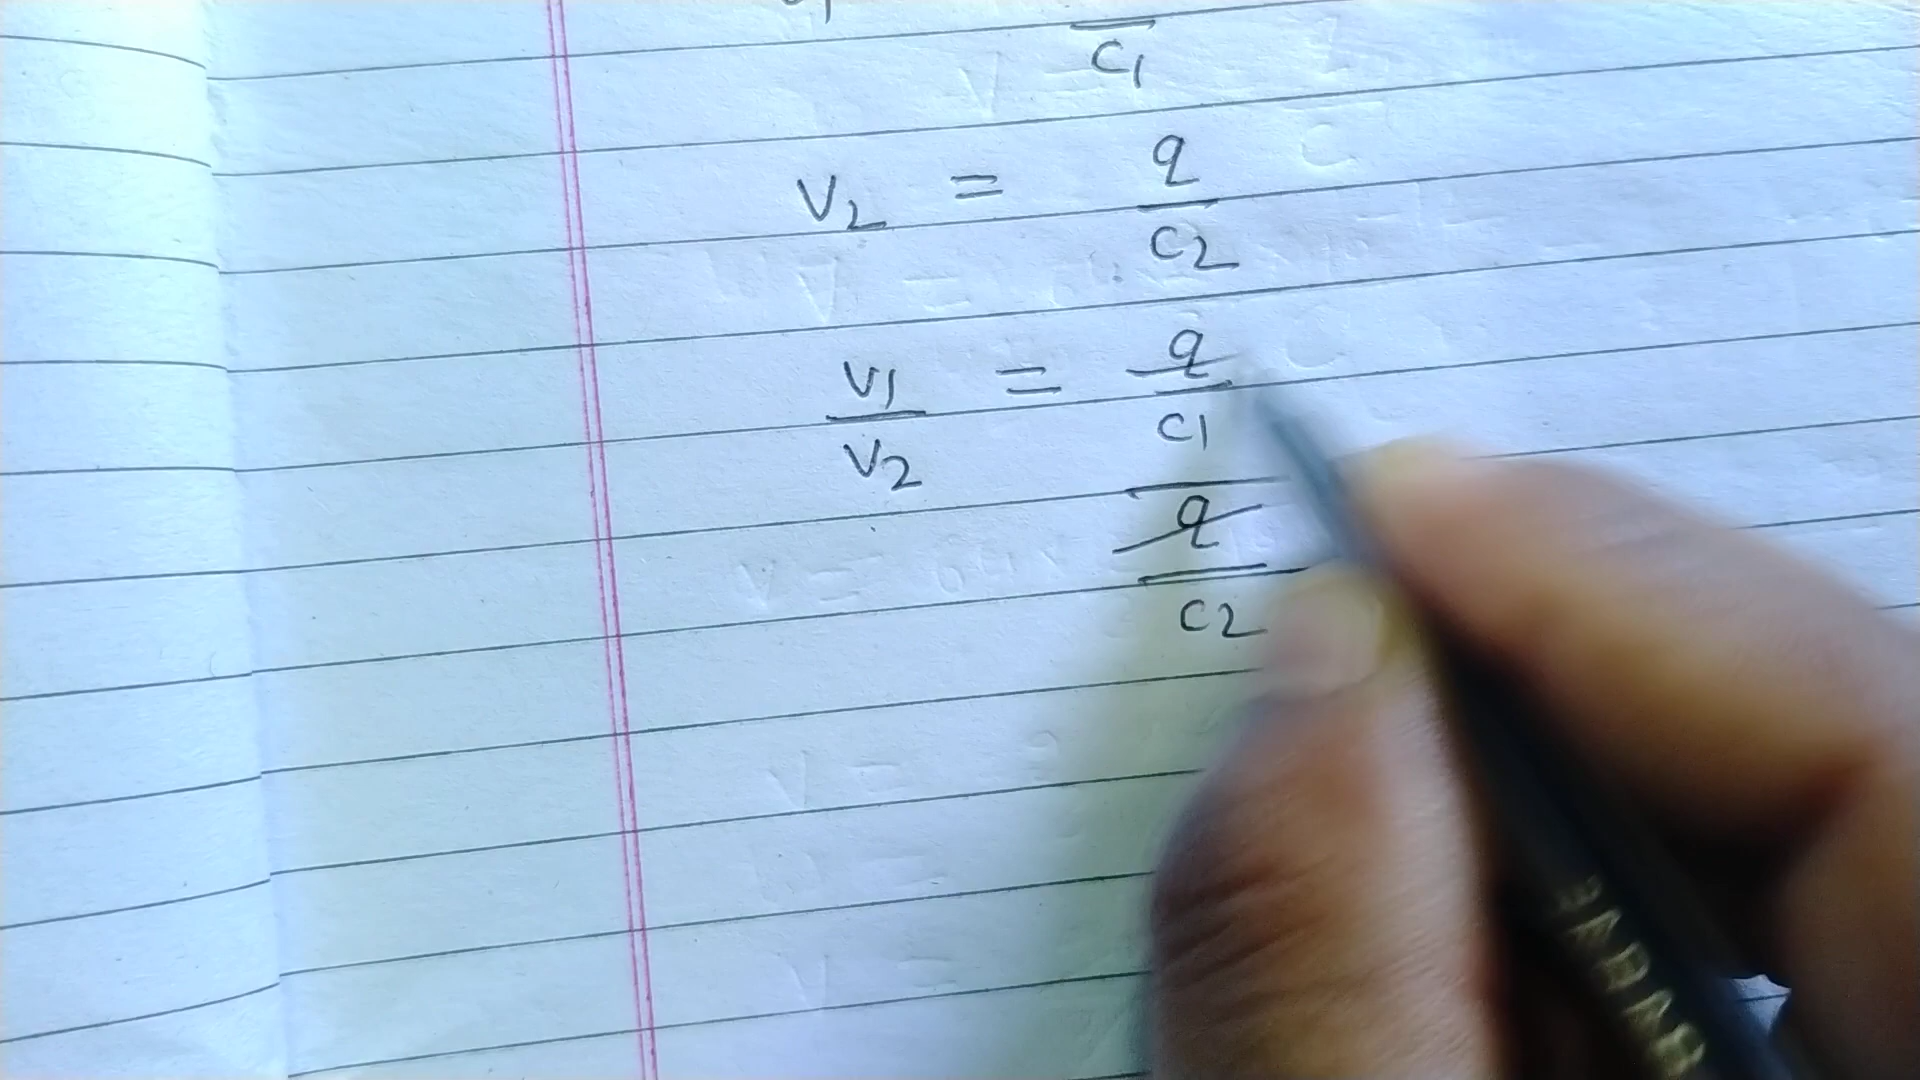 C1
V2 = q/C2
V1/V2 = q/C1 / q/C2